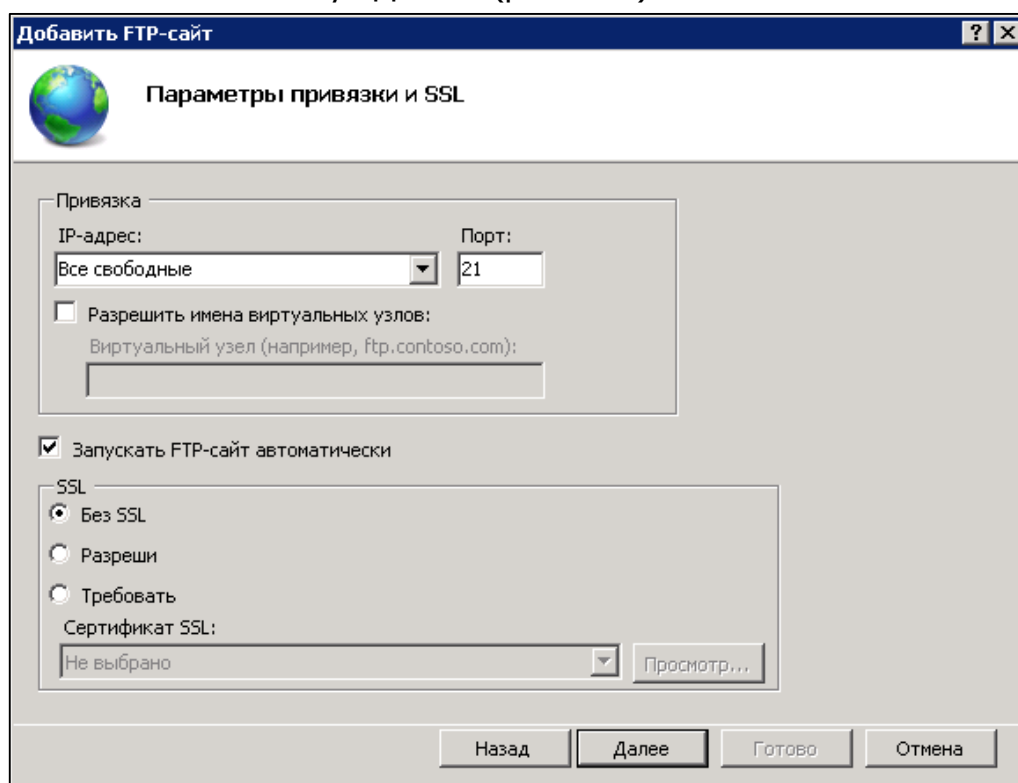 Добавить FTP-сайт
Параметры привязки и SSL
Привязка
IP-адрес: Порт:
Все свободные 21
Разрешить имена виртуальных узлов:
Виртуальный узел (например, ftp.contoso.com):
Запускать FTP-сайт автоматически
SSL
Без SSL
Разреши
Требовать
Сертификат SSL:
Не выбрано Просмотр...
Назад Далее Готово Отмена